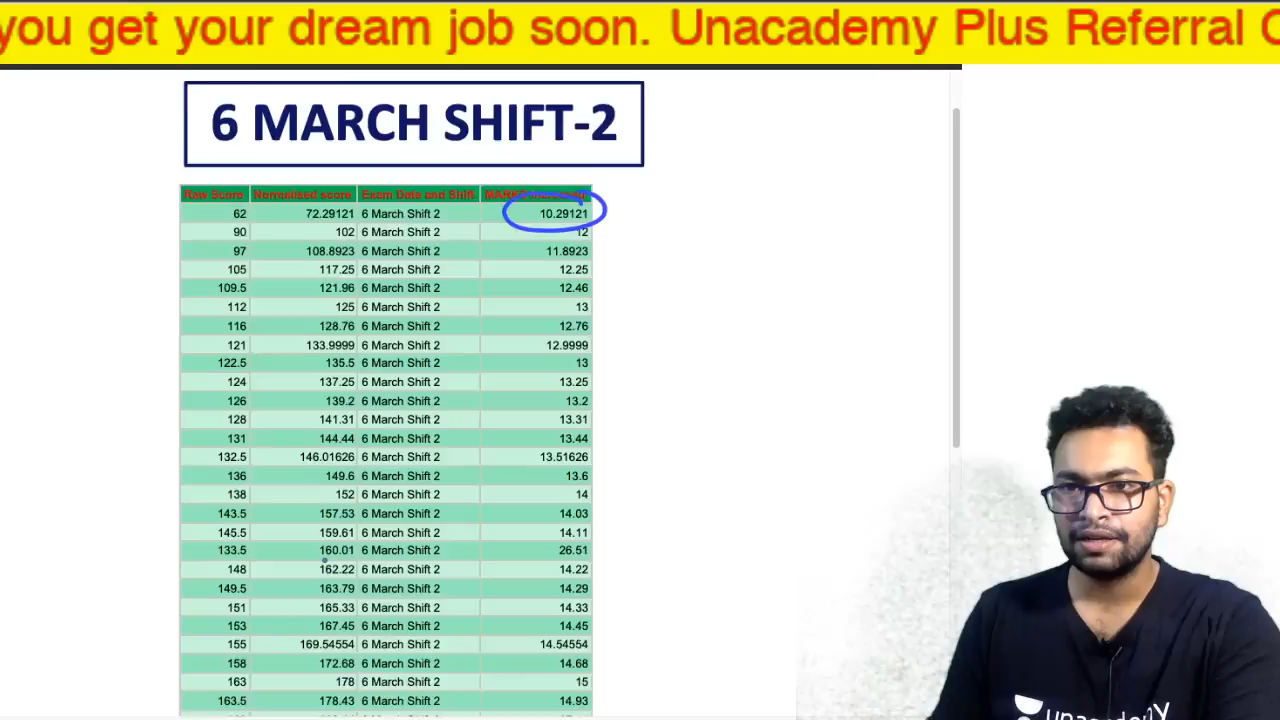 you get your dream job soon. Unacademy Plus Referral C
6 MARCH SHIFT-2
Raw Score Normalised score Exam Date and Shift
62 72.29121 6 March Shift 2 10.29121
90 102 6 March Shift 2 12
97 108.8923 6 March Shift 2 11.8923
105 117.25 6 March Shift 2 12.25
109.5 121.96 6 March Shift 2 12.46
112 125 6 March Shift 2 13
116 128.76 6 March Shift 2 12.76
121 133.9999 6 March Shift 2 12.9999
122.5 135.5 6 March Shift 2 13
124 137.25 6 March Shift 2 13.25
126 139.2 6 March Shift 2 13.2
128 141.31 6 March Shift 2 13.31
131 144.44 6 March Shift 2 13.44
132.5 146.01626 6 March Shift 2 13.51626
136 149.6 6 March Shift 2 13.6
138 152 6 March Shift 2 14
143.5 157.53 6 March Shift 2 14.03
145.5 159.61 6 March Shift 2 14.11
133.5 160.01 6 March Shift 2 26.51
148 162.22 6 March Shift 2 14.22
149.5 163.79 6 March Shift 2 14.29
151 165.33 6 March Shift 2 14.33
153 167.45 6 March Shift 2 14.45
155 169.54554 6 March Shift 2 14.54554
158 172.68 6 March Shift 2 14.68
163 178 6 March Shift 2 15
163.5 178.43 6 March Shift 2 14.93
unacademy